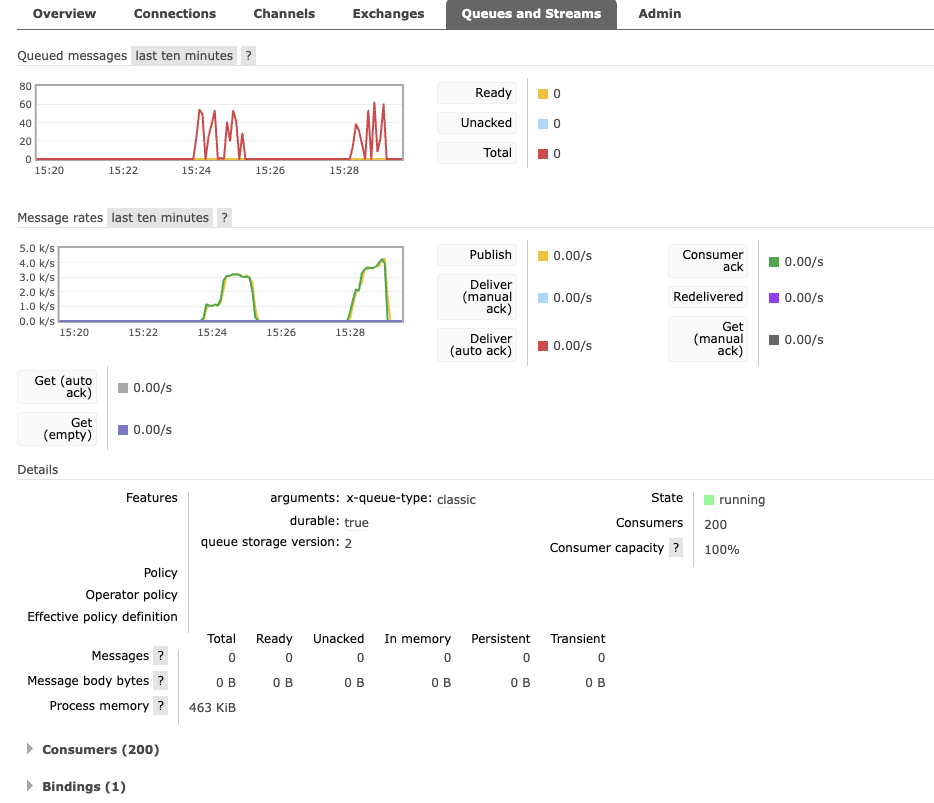 Overview Connections Channels Exchanges Queues and Streams Admin
Queued messages last ten minutes ?
80
60
40
20
0
15:20 15:22 15:24 15:26 15:28
Ready 0
Unacked 0
Total 0
Message rates last ten minutes ?
5.0 k/s
4.0 k/s
3.0 k/s
2.0 k/s
1.0 k/s
0.0 k/s
15:20 15:22 15:24 15:26 15:28
Publish 0.00/s
Deliver
(manual
ack) 0.00/s
Deliver
(auto ack) 0.00/s
Consumer
ack 0.00/s
Redelivered 0.00/s
Get
(manual
ack) 0.00/s
Get (auto
ack) 0.00/s
Get
(empty) 0.00/s
Details
Features arguments: x-queue-type: classic
durable: true
queue storage version: 2
Policy
Operator policy
Effective policy definition
State running
Consumers 200
Consumer capacity ? 100%
Total Ready Unacked In memory Persistent Transient
Messages ? 0 0 0 0 0 0
Message body bytes ? 0 B 0 B 0 B 0 B 0 B 0 B
Process memory ? 463 KiB
Consumers (200)
Bindings (1)